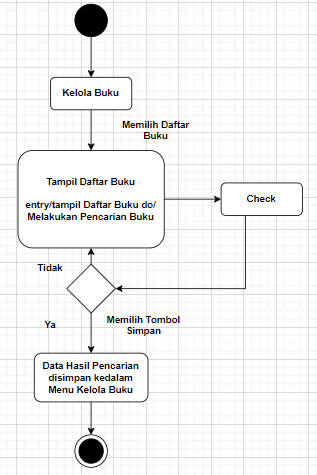 Kelola Buku
Memilih Daftar
Buku
Tampil Daftar Buku
entry/tampil Daftar Buku do/
Melakukan Pencarian Buku
Check
Tidak
Ya
Memilih Tombol
Simpan
Data Hasil Pencarian
disimpan kedalam
Menu Kelola Buku